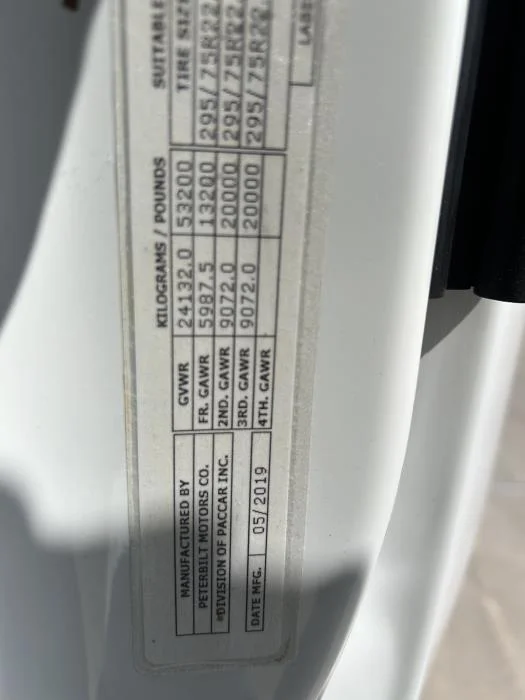 MANUFACTURED BY
PETERBILT MOTORS CO.
*DIVISION OF PACCAR INC.
DATE MFG. 05/2019
KILOGRAMS / POUNDS
GVWR 24132.0 53200
FR. GAWR 5987.5 13200 295/75R22
2ND. GAWR 9072.0 20000 295/75R22
3RD. GAWR 9072.0 20000 295/75R22
4TH. GAWR
SUITABLE
TIRE SIZE